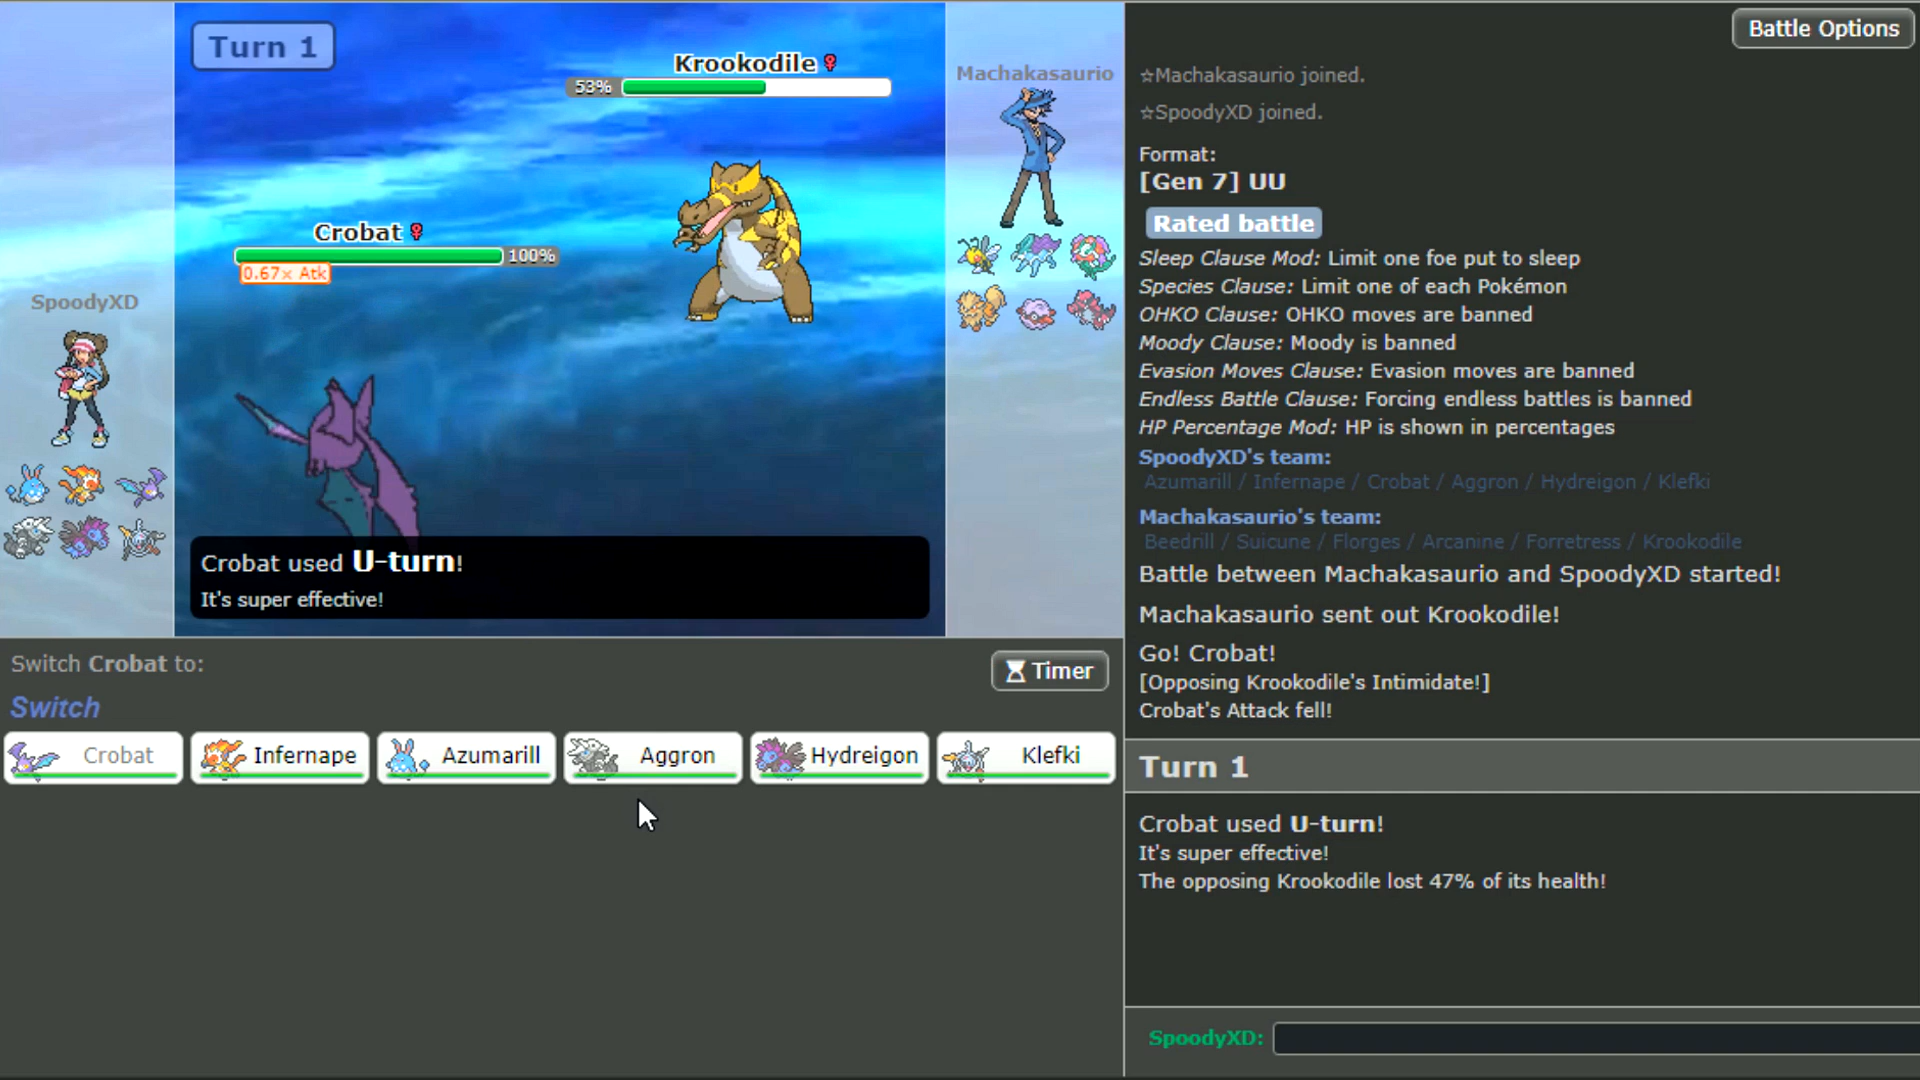 Turn 1
Krookodile
53%
Crobat
100%
0.67× Atk
SpoodyXD
Machakasaurio
Crobat used U-turn!
It's super effective!
Switch Crobat to:
Timer
Switch
Crobat
Infernape
Azumarill
Aggron
Hydreigon
Klefki
Battle Options
☆Machakasaurio joined.
☆SpoodyXD joined.
Format:
[Gen 7] UU
Rated battle
Sleep Clause Mod: Limit one foe put to sleep
Species Clause: Limit one of each Pokémon
OHKO Clause: OHKO moves are banned
Moody Clause: Moody is banned
Evasion Moves Clause: Evasion moves are banned
Endless Battle Clause: Forcing endless battles is banned
HP Percentage Mod: HP is shown in percentages
SpoodyXD's team:
Azumarill / Infernape / Crobat / Aggron / Hydreigon / Klefki
Machakasaurio's team:
Beedrill / Suicune / Florges / Arcanine / Forretress / Krookodile
Battle between Machakasaurio and SpoodyXD started!
Machakasaurio sent out Krookodile!
Go! Crobat!
[Opposing Krookodile's Intimidate!]
Crobat's Attack fell!
Turn 1
Crobat used U-turn!
It's super effective!
The opposing Krookodile lost 47% of its health!
SpoodyXD: